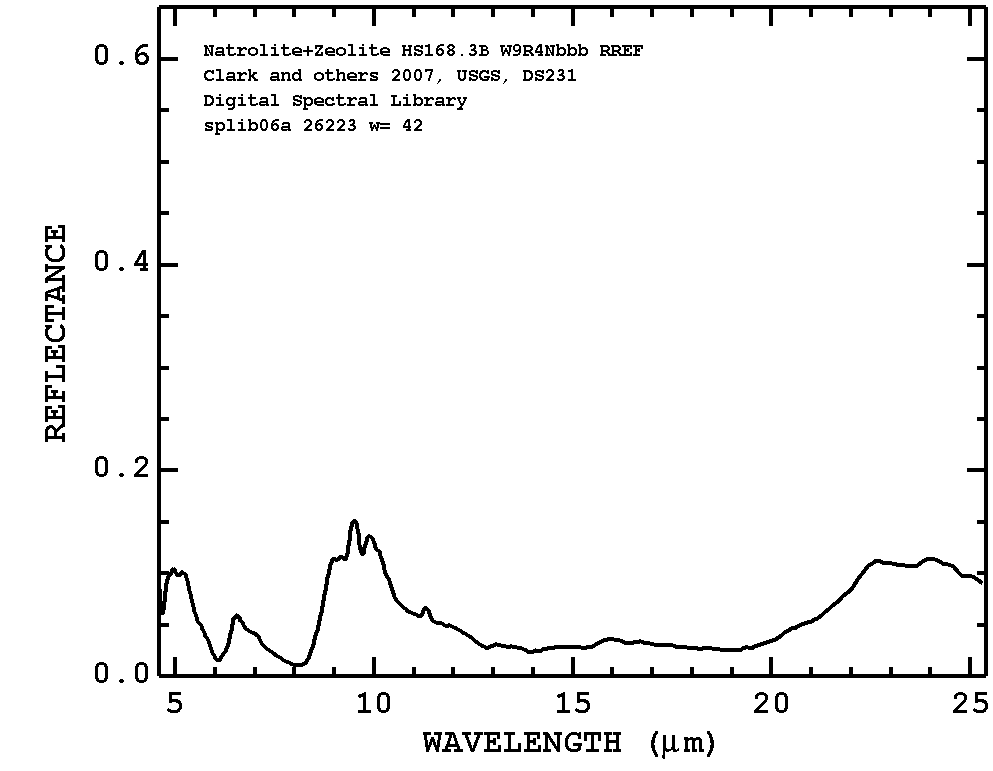 0.6
Natrolite+Zeolite HS168.3B W9R4Nbbb RREF
Clark and others 2007, USGS, DS231
Digital Spectral Library
splib06a 26223 w= 42
0.4
REFLECTANCE
0.2
0.0
5 10 15 20 25
WAVELENGTH (μm)